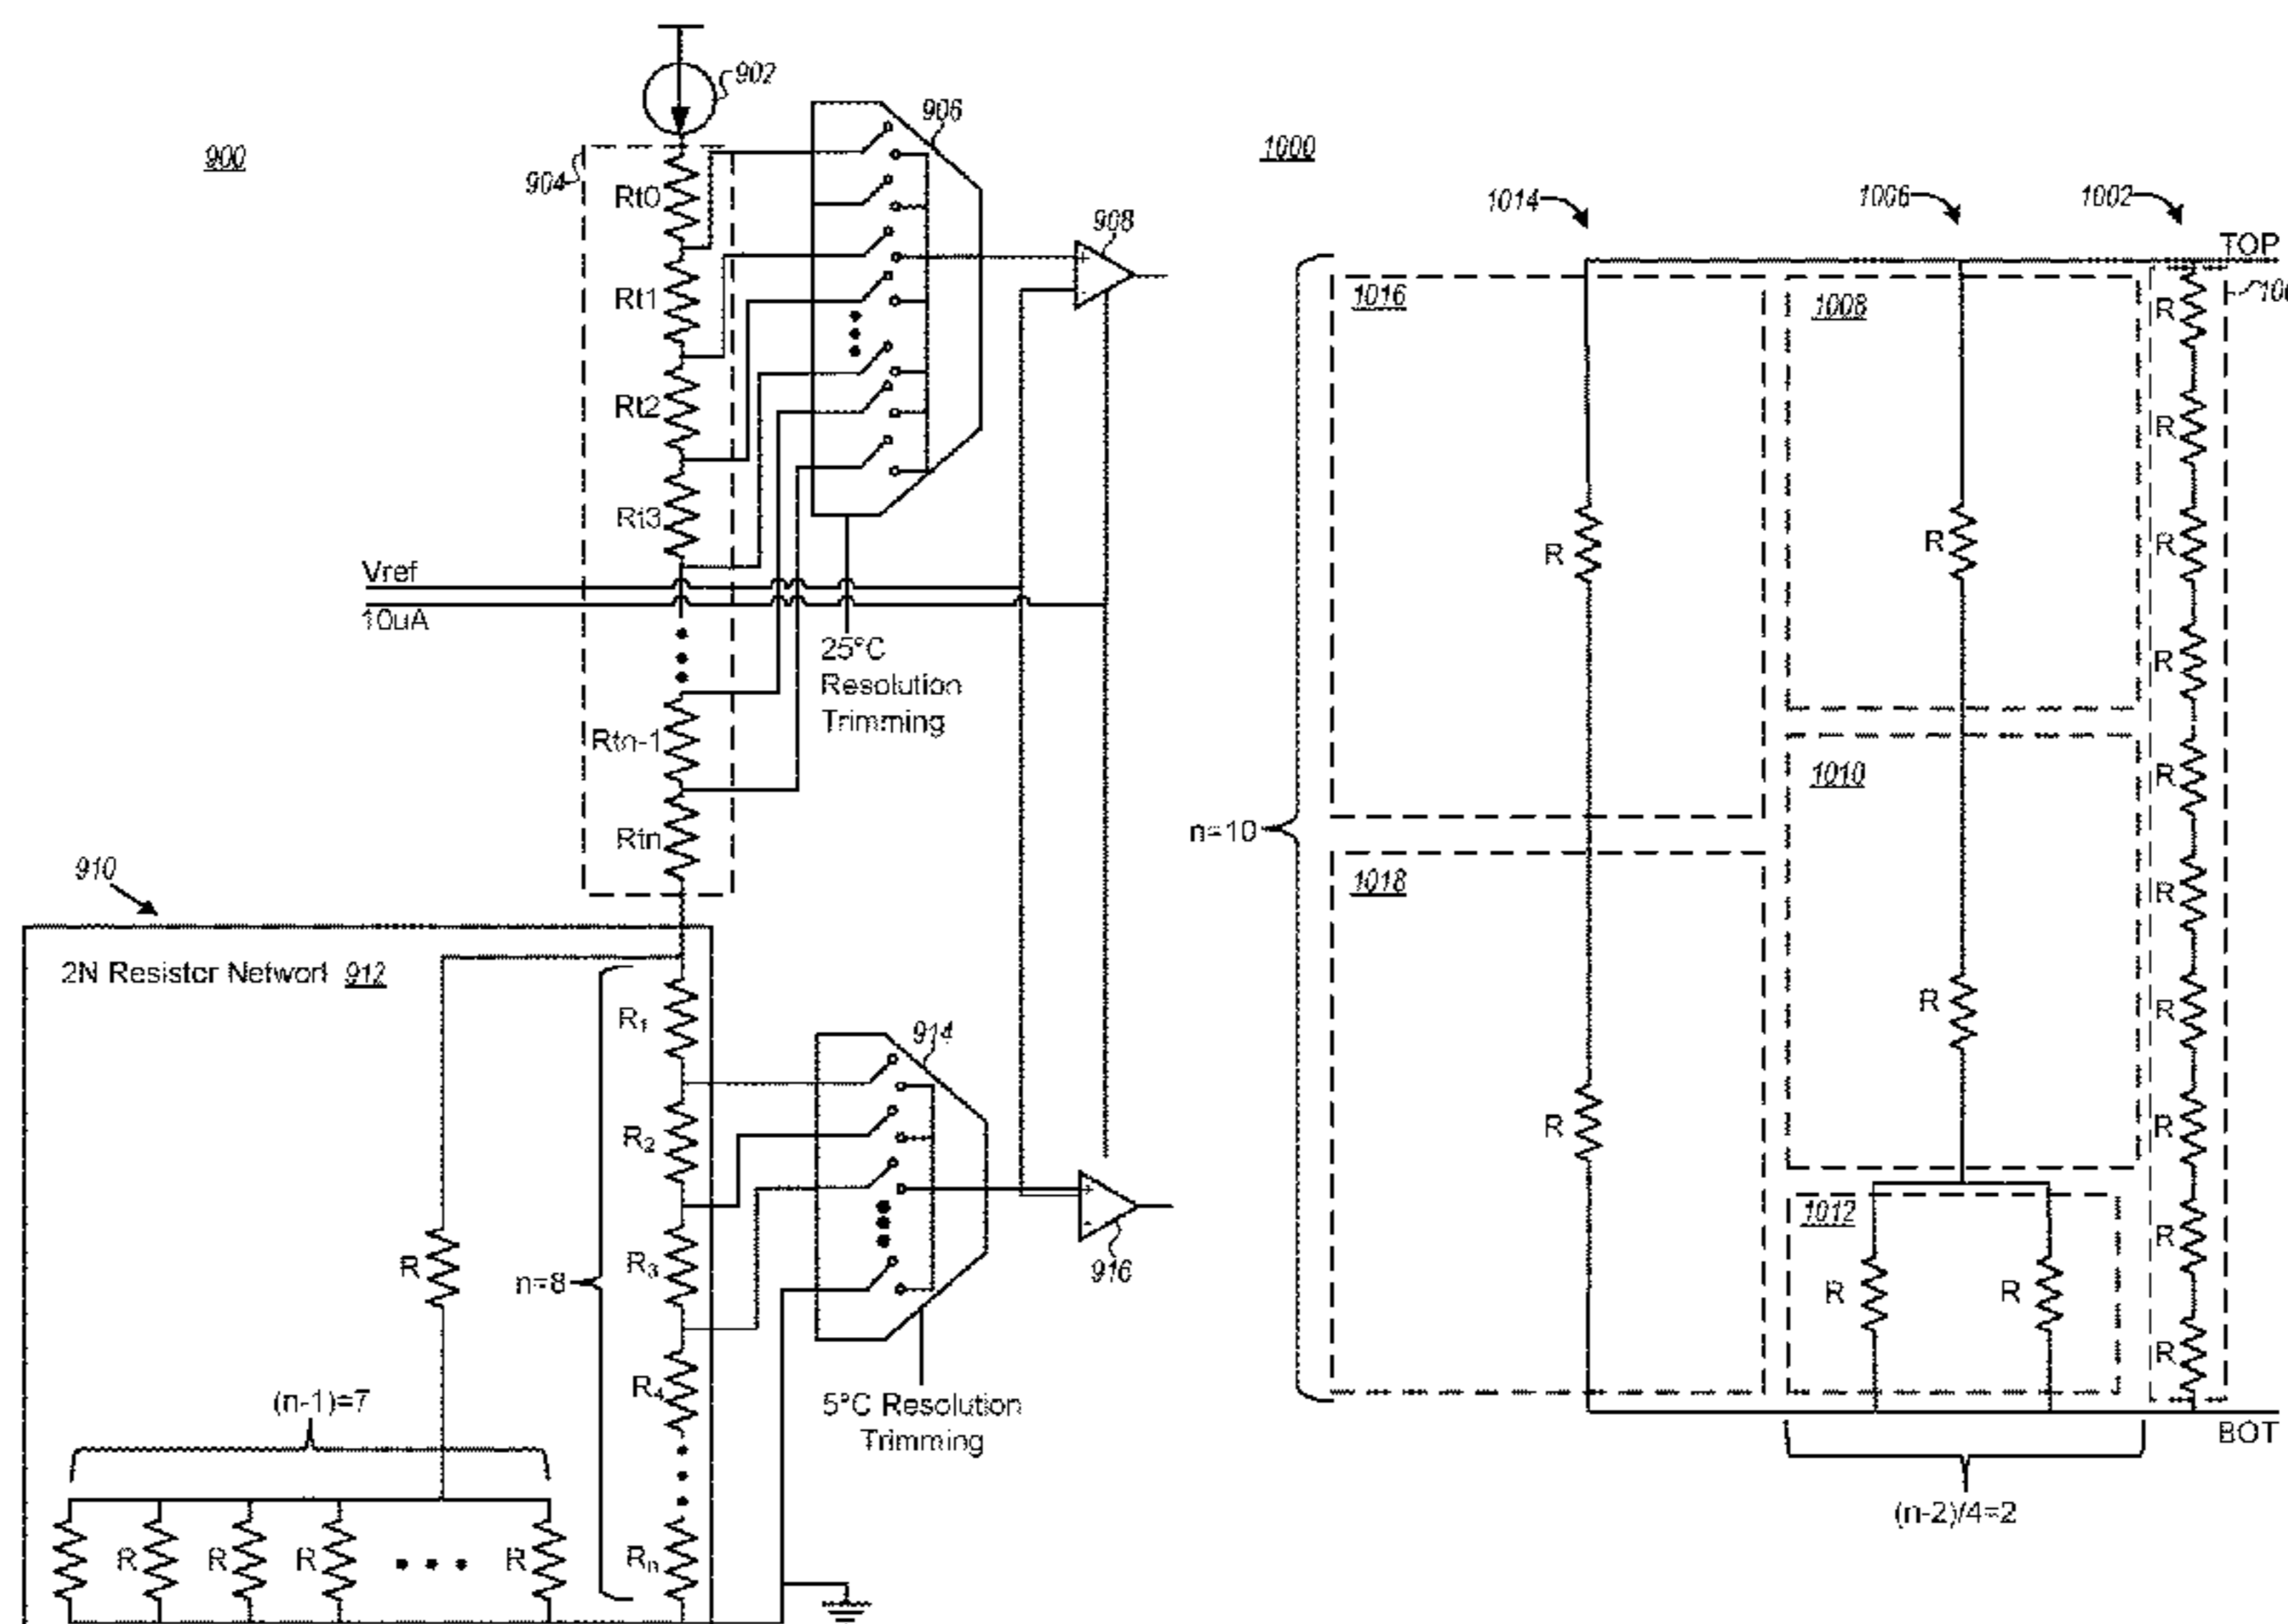 900
902
904
906
Rt0
Rt1
Rt2
Rt3
908
Vref
10uA
25°C
Resolution
Trimming
Rtn-1
Rtn
910
2N Resistor Network 912
R1
R2
R3
R4
Rn
n=8
R
914
916
5°C Resolution
Trimming
(n-1)=7
R
R
R
R
1000
1014
1006
1002
TOP
1016
1008
R
R
R
R
R
R
R
R
R
R
R
R
1010
n=10
1018
R
R
1012
R
R
BOT
(n-2)/4=2